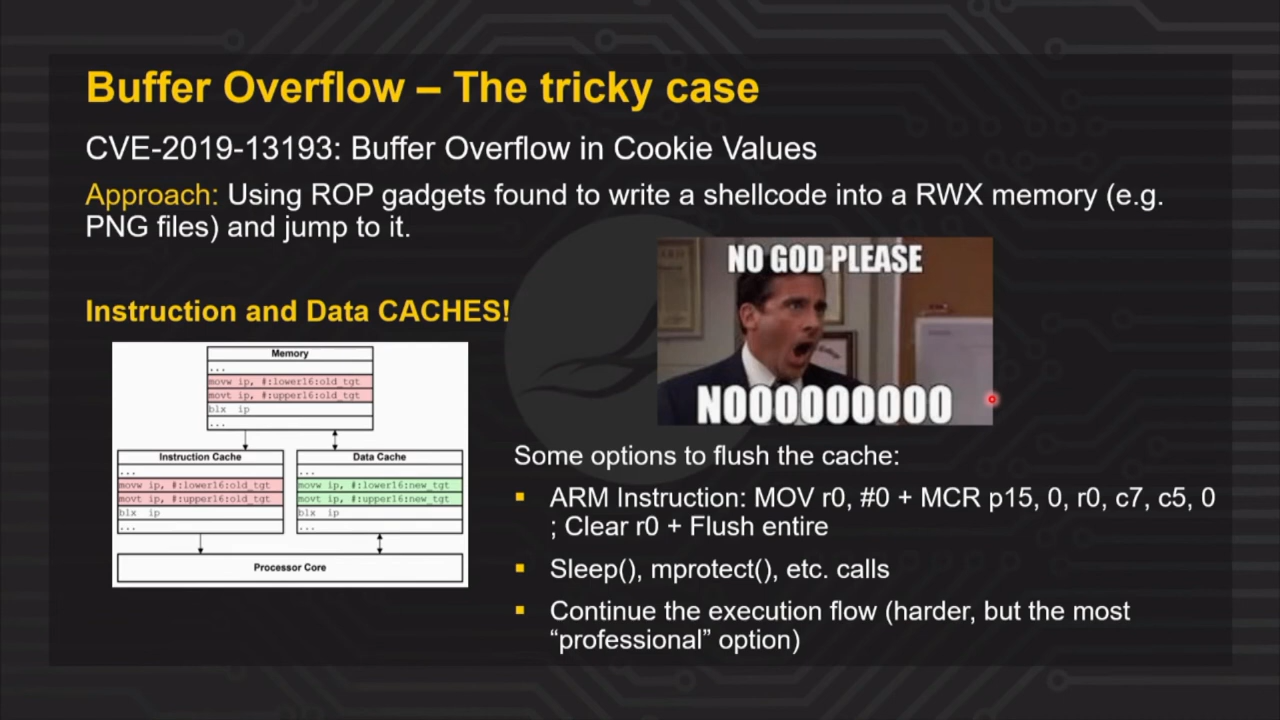 Buffer Overflow – The tricky case
CVE-2019-13193: Buffer Overflow in Cookie Values
Approach: Using ROP gadgets found to write a shellcode into a RWX memory (e.g.
PNG files) and jump to it.
NO GOD PLEASE
NOOOOOOOOO
Instruction and Data CACHES!
Memory
...
movw ip, #:lower16:old_tgt
movt ip, #:upper16:old_tgt
blx ip
...
Instruction Cache
...
movw ip, #:lower16:old_tgt
movt ip, #:upper16:old_tgt
blx ip
...
Data Cache
...
movw ip, #:lower16:new_tgt
movt ip, #:upper16:new_tgt
blx ip
...
Processor Core
Some options to flush the cache:
▪ ARM Instruction: MOV r0, #0 + MCR p15, 0, r0, c7, c5, 0
; Clear r0 + Flush entire
▪ Sleep(), mprotect(), etc. calls
▪ Continue the execution flow (harder, but the most
“professional” option)